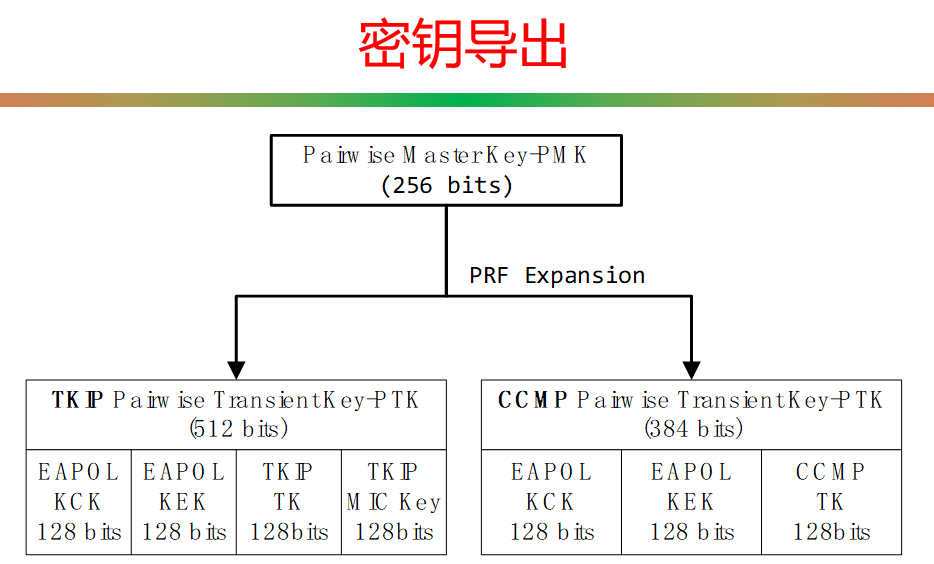 密钥导出
Pairwise Master Key-PMK
(256 bits)
PRF Expansion
TKIP Pairwise Transient Key-PTK
(512 bits)
EAPOL
KCK
128 bits
EAPOL
KEK
128 bits
TKIP
TK
128bits
TKIP
MIC Key
128bits
CCMP Pairwise Transient Key-PTK
(384 bits)
EAPOL
KCK
128 bits
EAPOL
KEK
128 bits
CCMP
TK
128bits